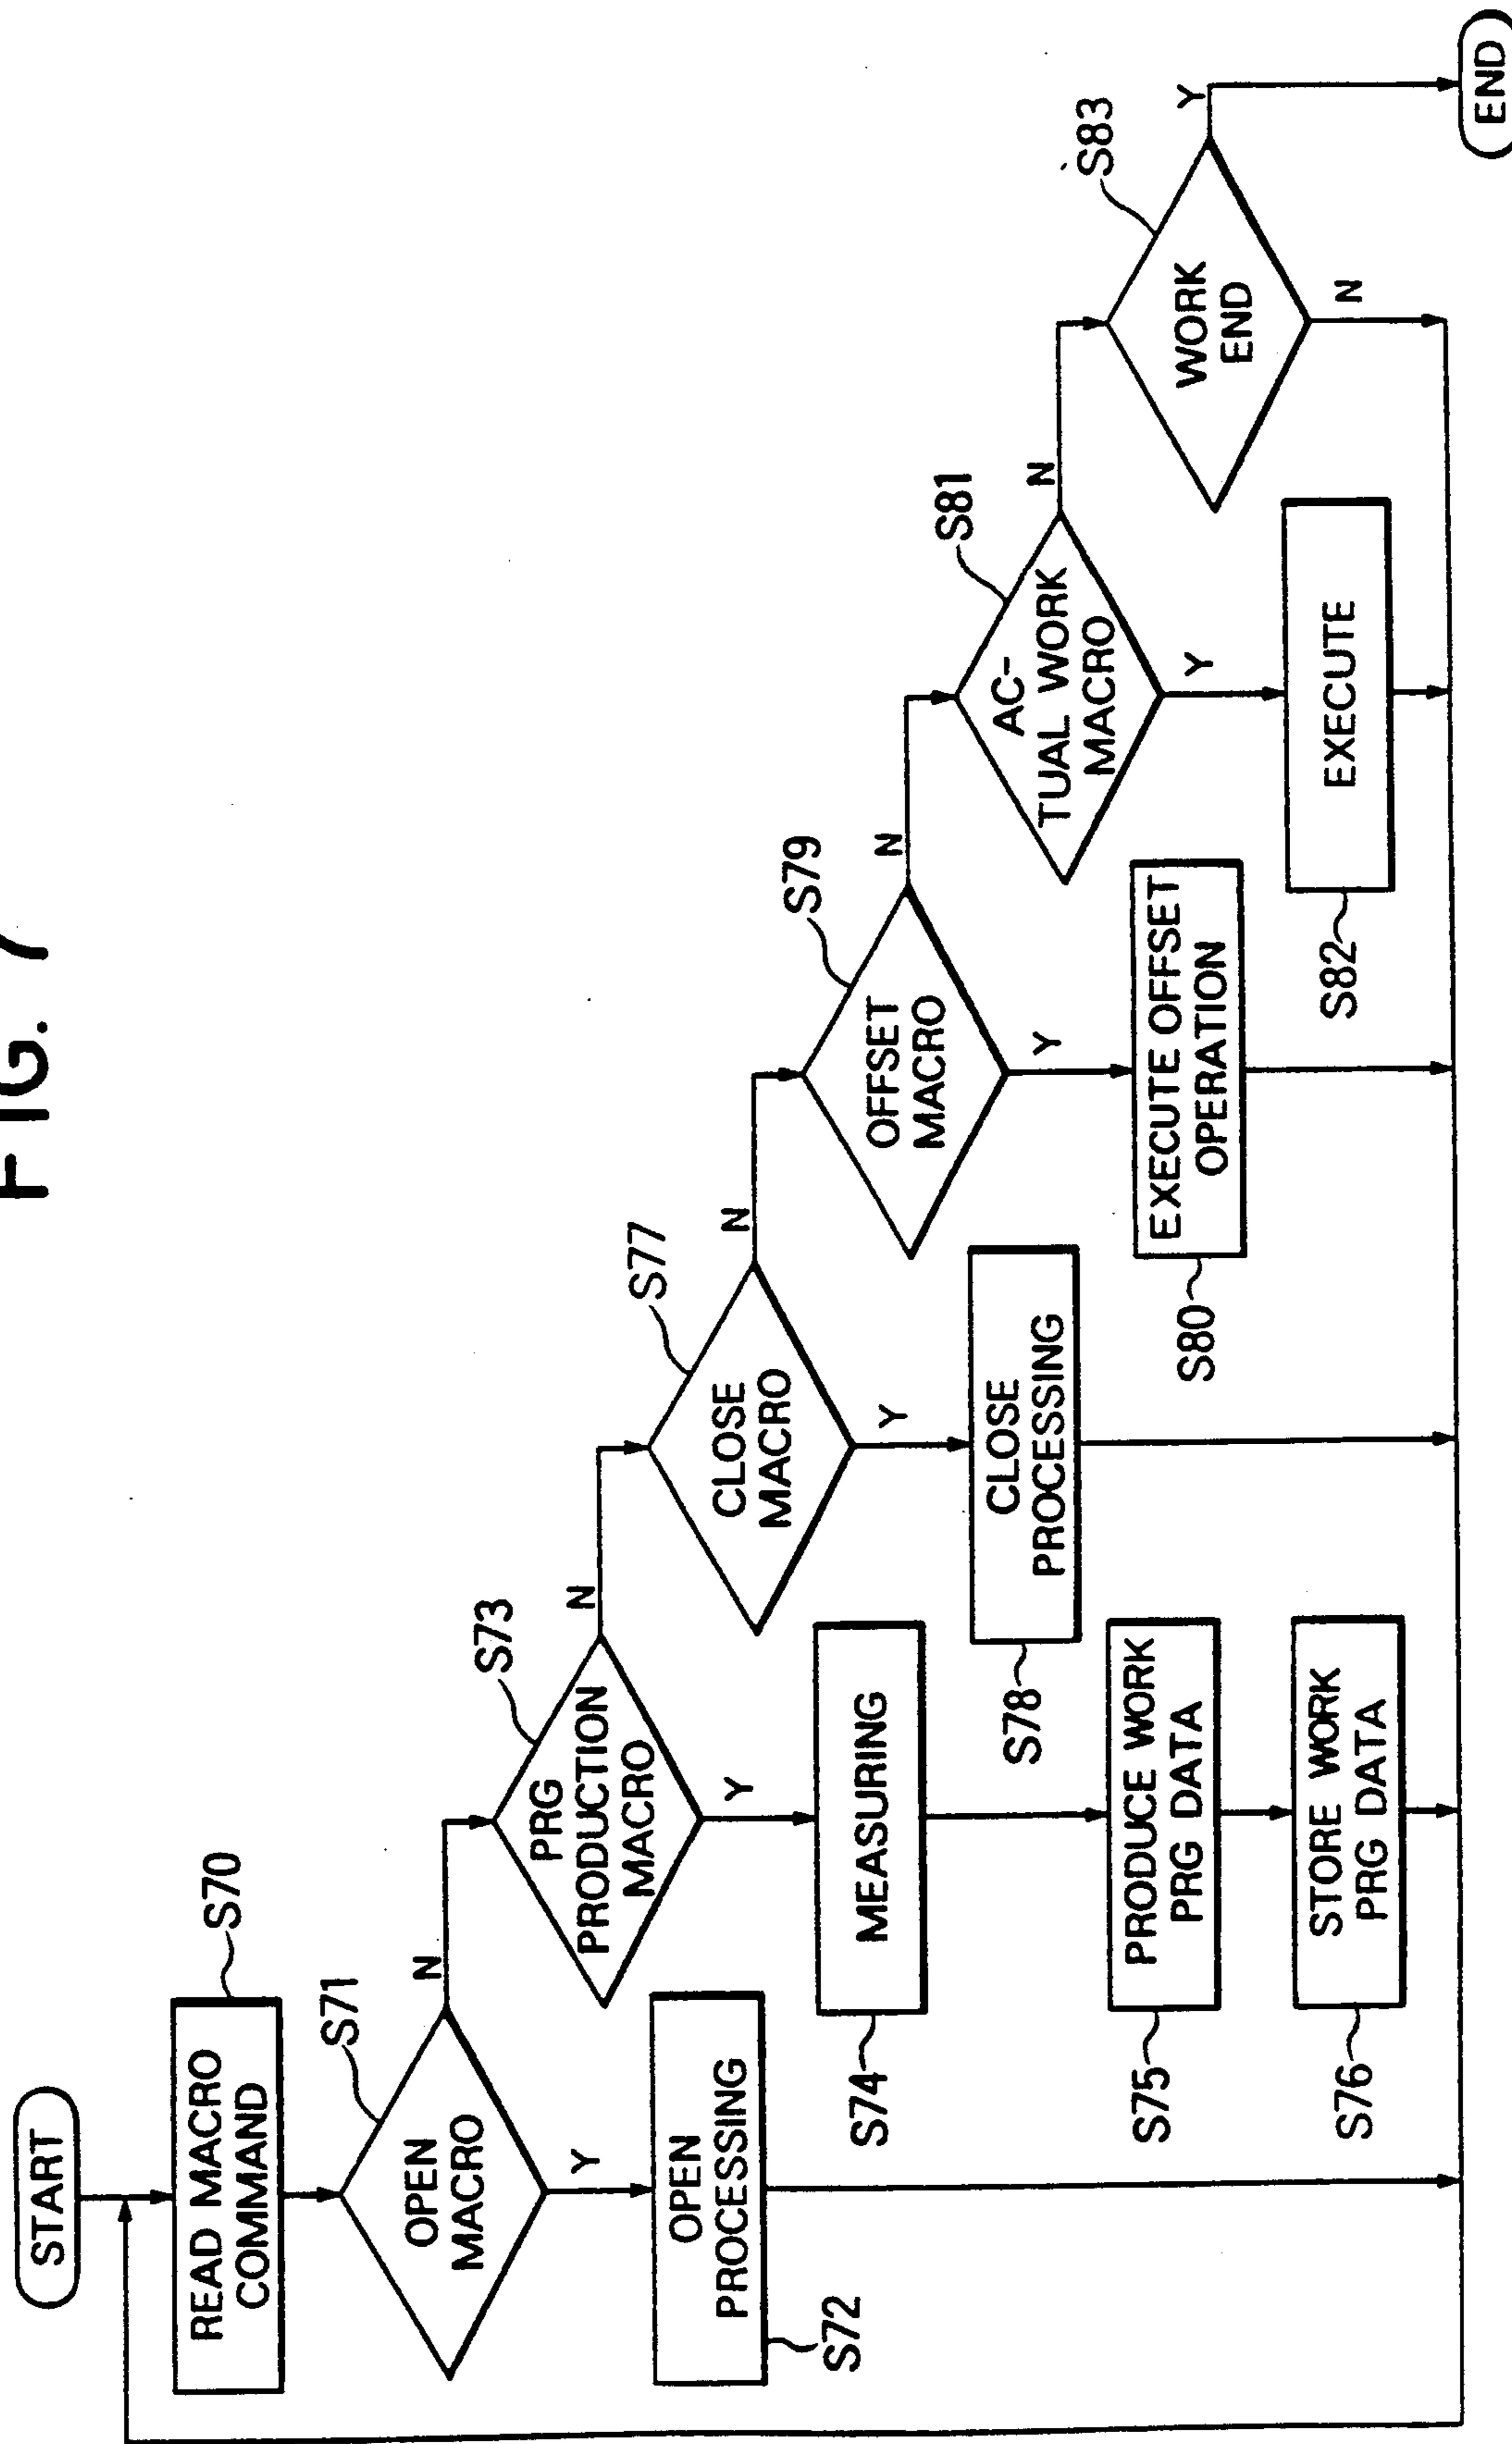 FIG. 7
START
READ MACRO
COMMAND
S70
OPEN
MACRO
S71
Y
N
OPEN
PROCESSING
S72
PRG
PRODUCTION
MACRO
S73
Y
N
MEASURING
S74
PRODUCE WORK
PRG DATA
S75
STORE WORK
PRG DATA
S76
CLOSE
MACRO
S77
Y
N
CLOSE
PROCESSING
S78
OFFSET
MACRO
S79
Y
N
EXECUTE OFFSET
OPERATION
S80
AC-
TUAL WORK
MACRO
S81
Y
N
EXECUTE
S82
WORK
END
S83
Y
N
END